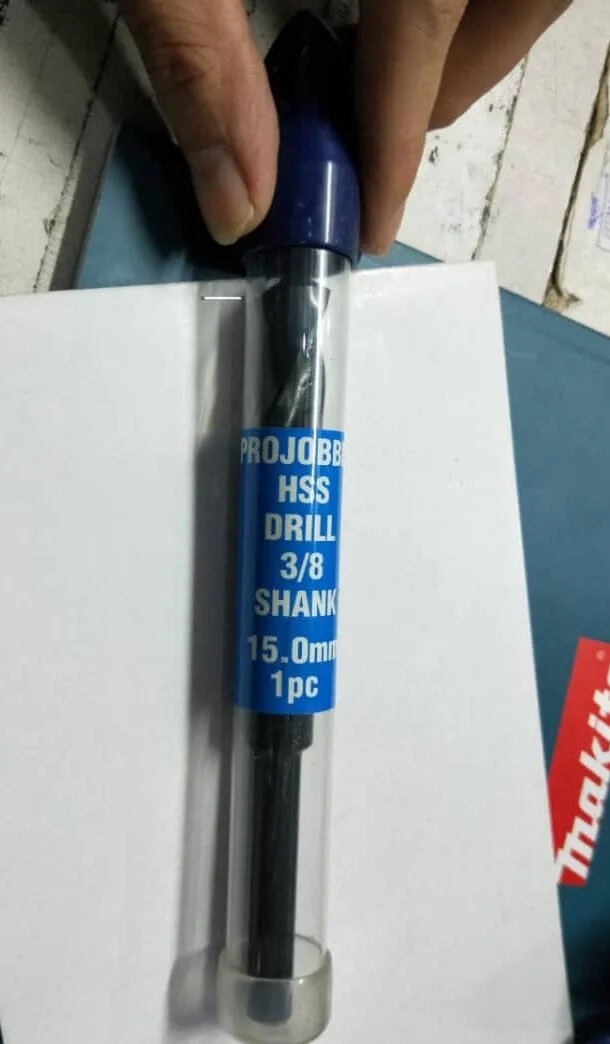 PROJOBB
HSS
DRILL
3/8
SHANK
15.0mm
1pc
makita